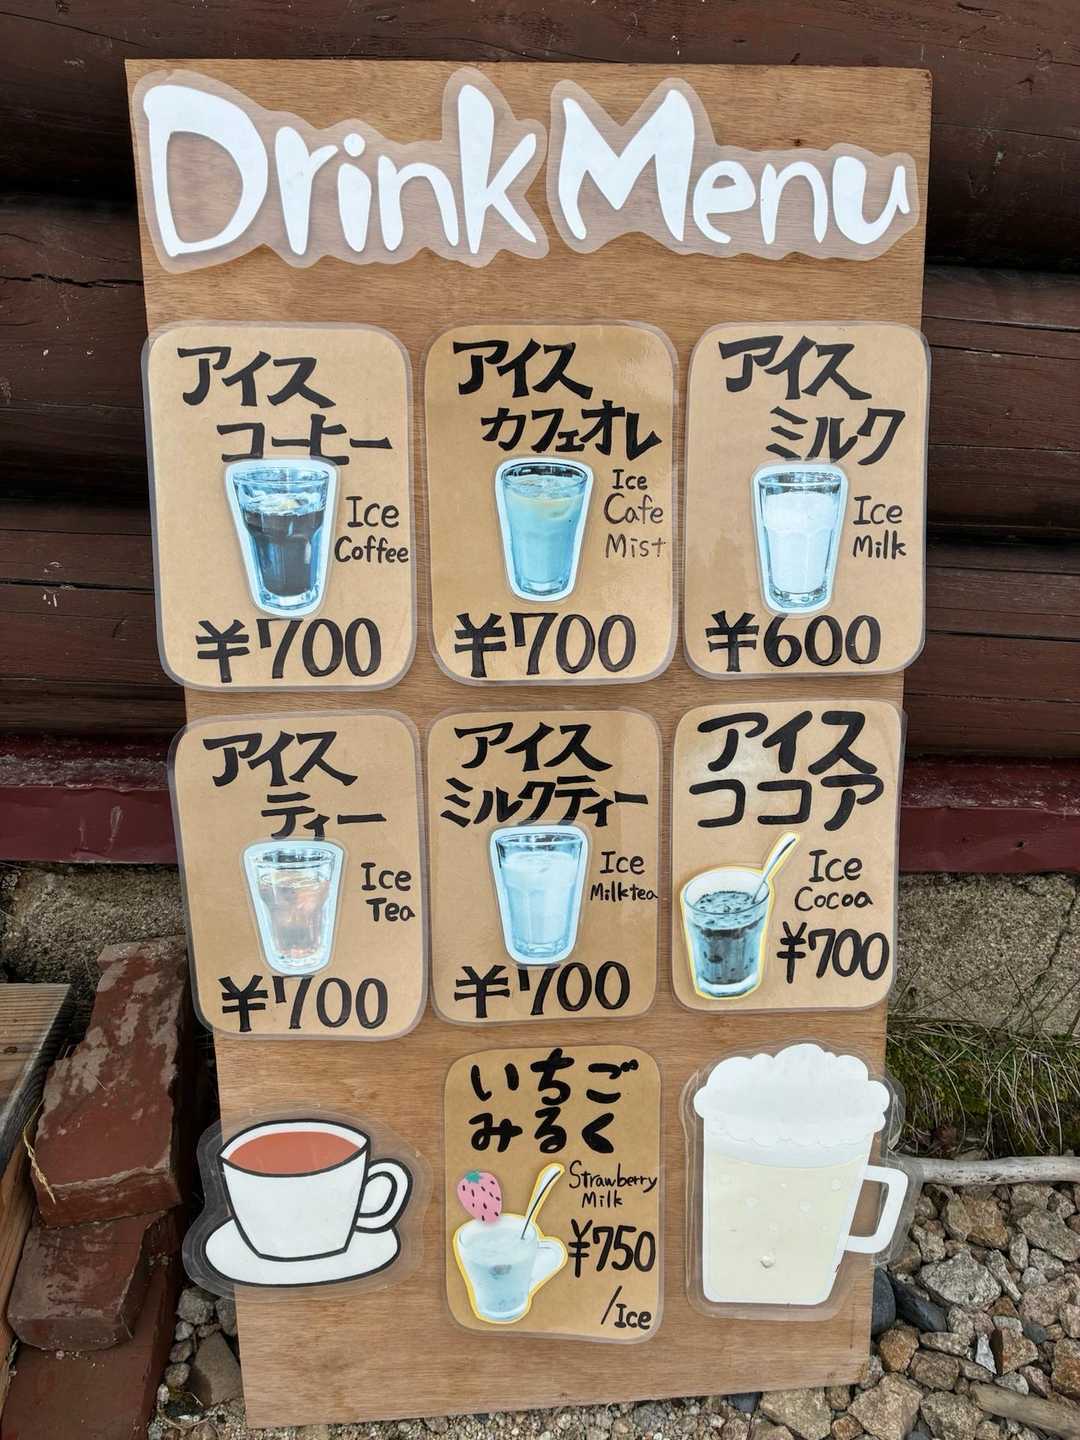 Drink Menu
アイス
コーヒー
Ice
Coffee
¥700
アイス
カフェオレ
Ice
Cafe
Mist
¥700
アイス
ミルク
Ice
Milk
¥600
アイス
ティー
Ice
Tea
¥700
アイス
ミルクティー
Ice
Milktea
¥700
アイス
ココア
Ice
Cocoa
¥700
いちご
みるく
Strawberry
Milk
¥750
/Ice